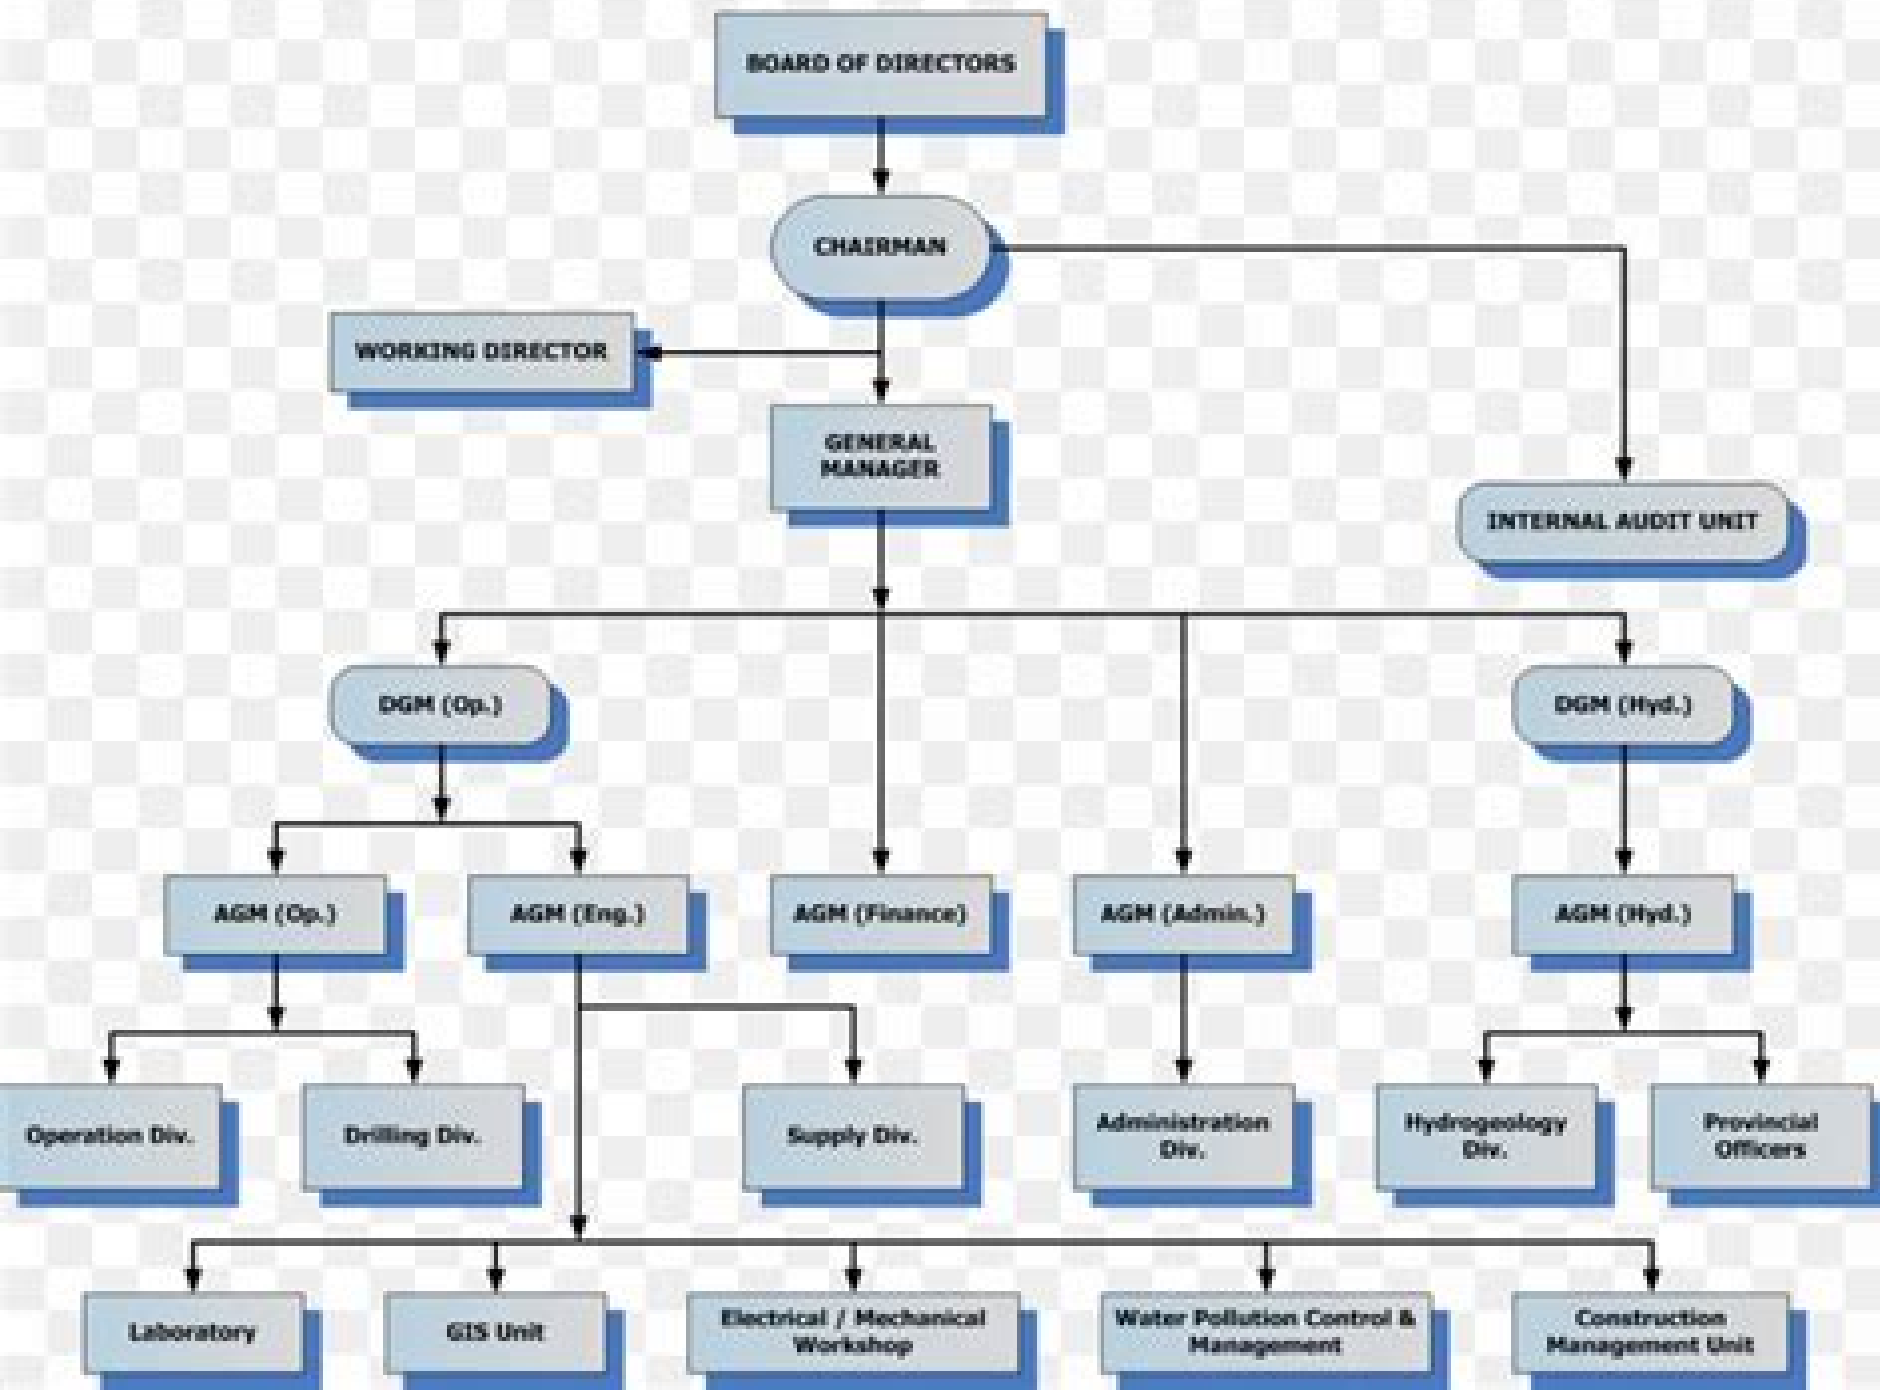 BOARD OF DIRECTORS
CHAIRMAN
WORKING DIRECTOR
GENERAL
MANAGER
INTERNAL AUDIT UNIT
DGM (Op.)
DGM (Hyd.)
AGM (Op.)
AGM (Eng.)
AGM (Finance)
AGM (Admin.)
AGM (Hyd.)
Operation Div.
Drilling Div.
Supply Div.
Administration
Div.
Hydrogeology
Div.
Provincial
Officers
Laboratory
GIS Unit
Electrical / Mechanical
Workshop
Water Pollution Control &
Management
Construction
Management Unit